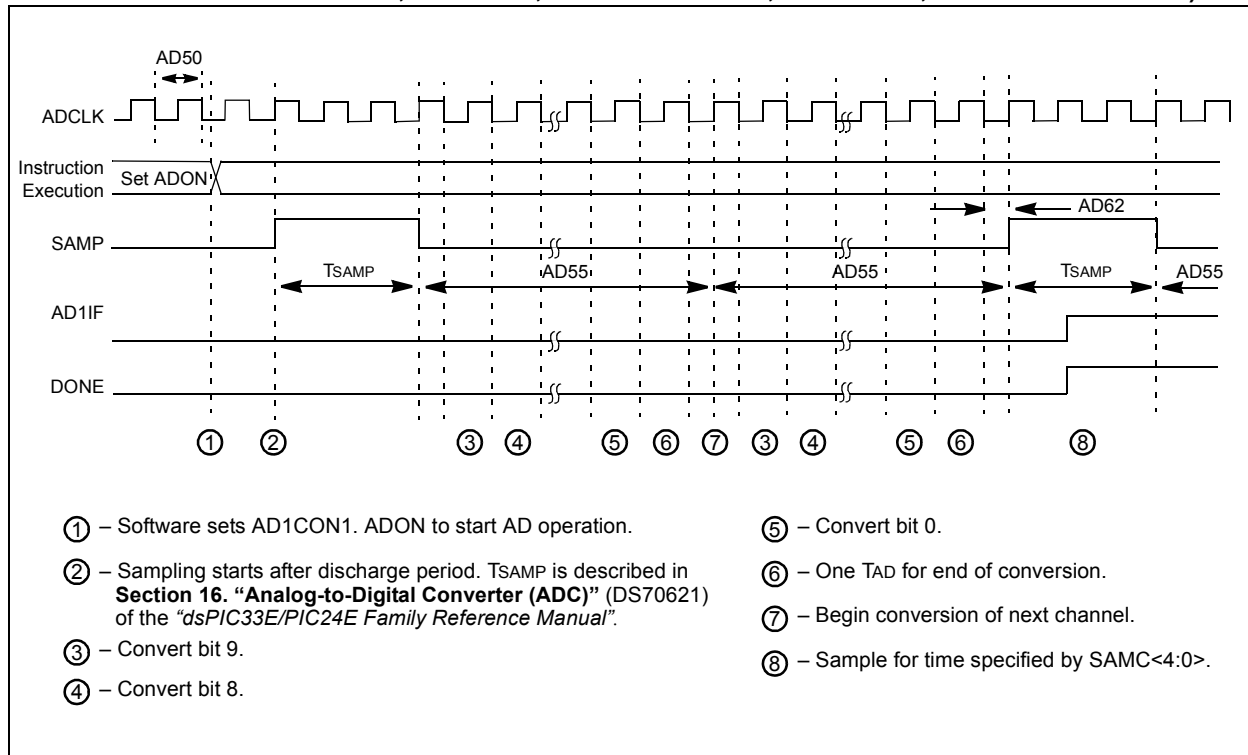 AD50
ADCLK
Instruction
Execution
Set ADON
AD62
SAMP
TSAMP
AD55
AD55
TSAMP
AD55
AD1IF
DONE
1 2 3 4 5 6 7 3 4 5 6 8
1 – Software sets AD1CON1. ADON to start AD operation.
2 – Sampling starts after discharge period. TSAMP is described in
Section 16. “Analog-to-Digital Converter (ADC)” (DS70621)
of the “dsPIC33E/PIC24E Family Reference Manual”.
3 – Convert bit 9.
4 – Convert bit 8.
5 – Convert bit 0.
6 – One TAD for end of conversion.
7 – Begin conversion of next channel.
8 – Sample for time specified by SAMC<4:0>.